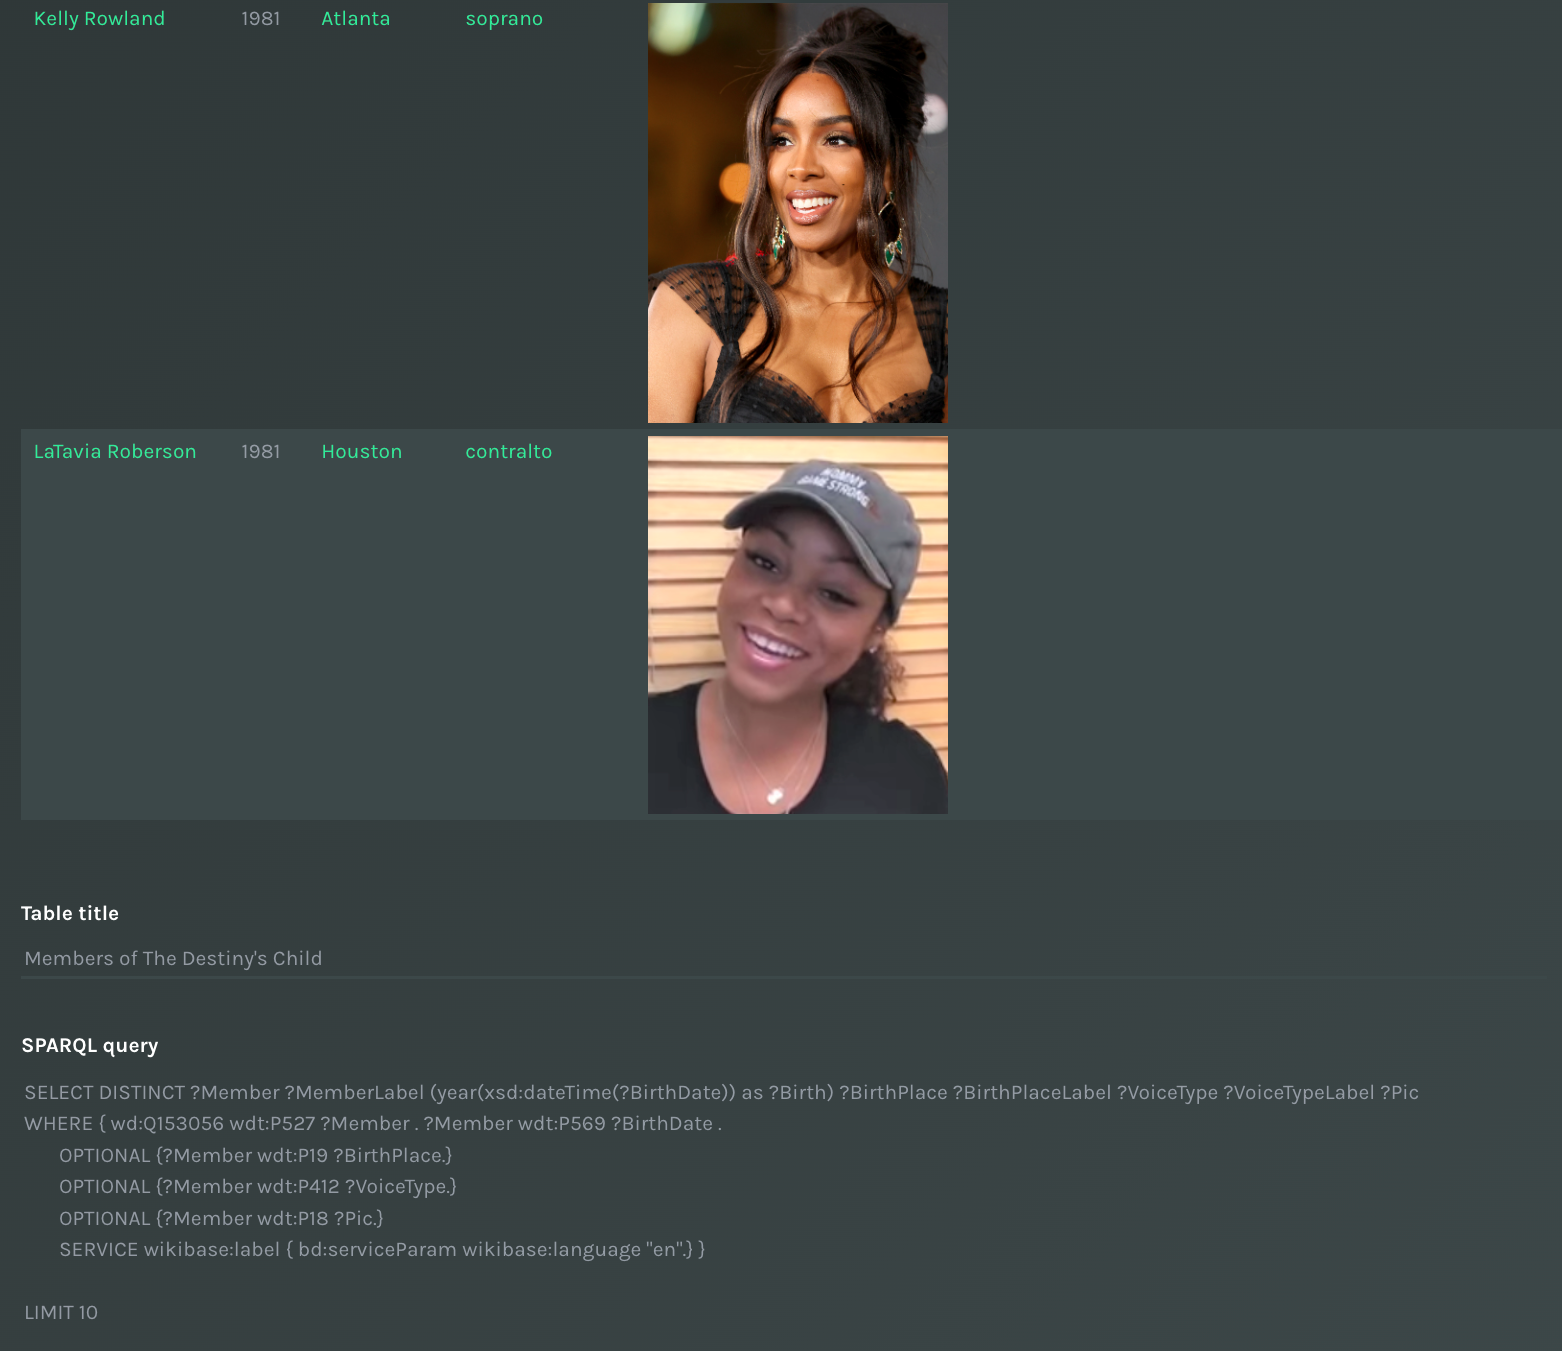 Kelly Rowland 1981 Atlanta soprano
LaTavia Roberson 1981 Houston contralto
MOMMY
GAME STRONG
Table title
Members of The Destiny's Child
SPARQL query
SELECT DISTINCT ?Member ?MemberLabel (year(xsd:dateTime(?BirthDate)) as ?Birth) ?BirthPlace ?BirthPlaceLabel ?VoiceType ?VoiceTypeLabel ?Pic
WHERE { wd:Q153056 wdt:P527 ?Member . ?Member wdt:P569 ?BirthDate .
OPTIONAL {?Member wdt:P19 ?BirthPlace.}
OPTIONAL {?Member wdt:P412 ?VoiceType.}
OPTIONAL {?Member wdt:P18 ?Pic.}
SERVICE wikibase:label { bd:serviceParam wikibase:language "en".} }
LIMIT 10